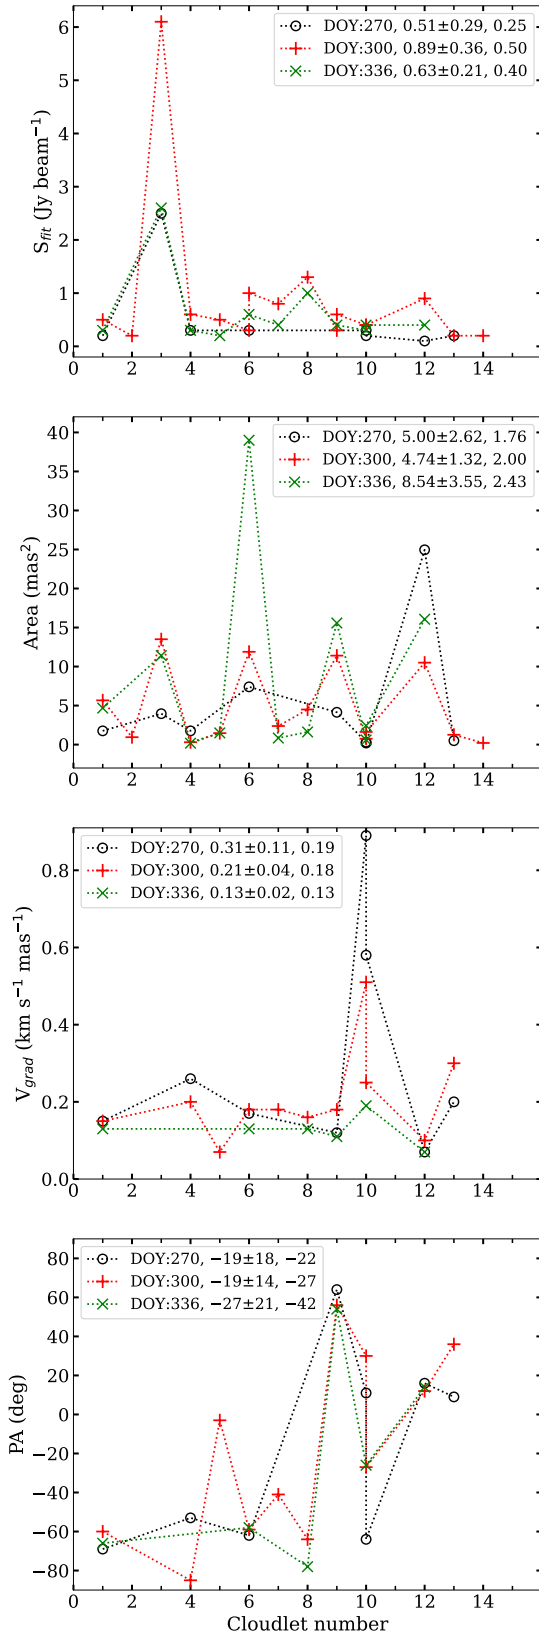 6
5
4
3
2
1
0
S_fit (Jy beam⁻¹)
DOY:270, 0.51±0.29, 0.25
DOY:300, 0.89±0.36, 0.50
DOY:336, 0.63±0.21, 0.40
0 2 4 6 8 10 12 14
40
35
30
25
20
15
10
5
0
Area (mas²)
DOY:270, 5.00±2.62, 1.76
DOY:300, 4.74±1.32, 2.00
DOY:336, 8.54±3.55, 2.43
0 2 4 6 8 10 12 14
0.8
0.6
0.4
0.2
0.0
V_grad (km s⁻¹ mas⁻¹)
DOY:270, 0.31±0.11, 0.19
DOY:300, 0.21±0.04, 0.18
DOY:336, 0.13±0.02, 0.13
0 2 4 6 8 10 12 14
80
60
40
20
0
−20
−40
−60
−80
PA (deg)
DOY:270, −19±18, −22
DOY:300, −19±14, −27
DOY:336, −27±21, −42
0 2 4 6 8 10 12 14
Cloudlet number